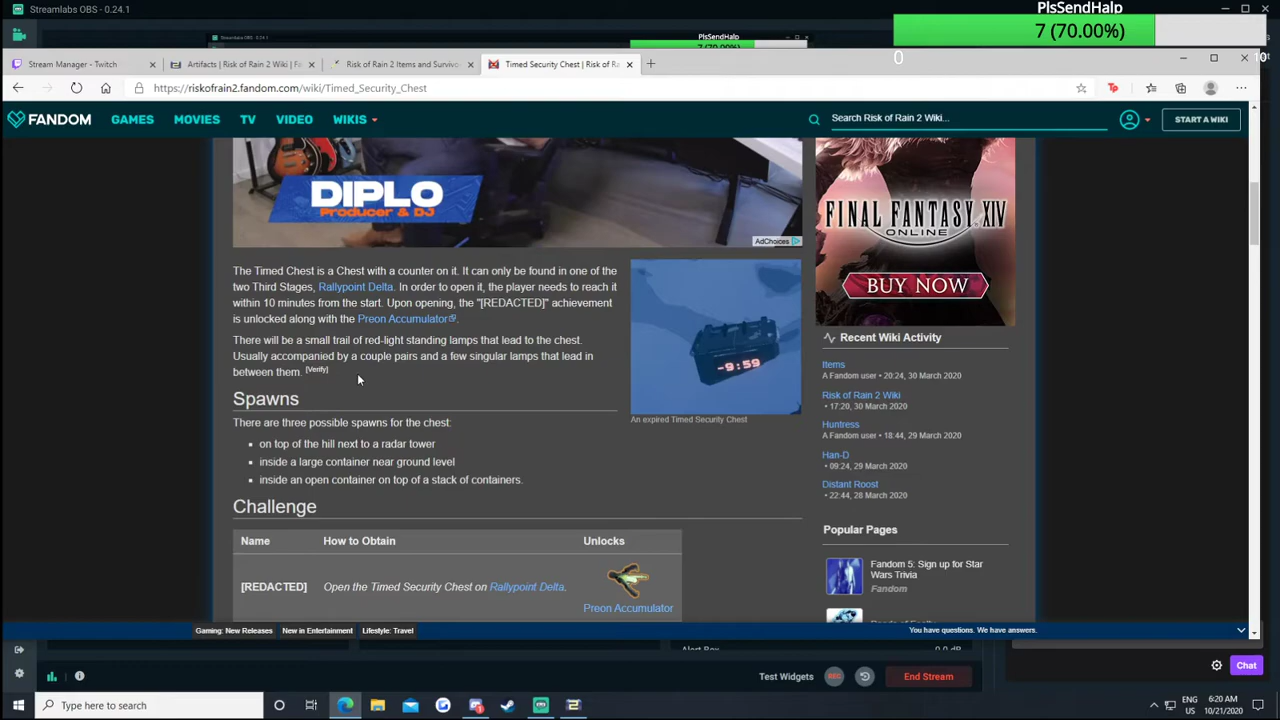 Streamlabs OBS - 0.24.1
PlsSendHalp
7 (70.00%)
0
10
Stream Manager - Twitch
Artifacts | Risk of Rain 2 Wiki | Fa
Risk of Rain 2 Items and Survivo
Timed Security Chest | Risk of Ra
https://riskofrain2.fandom.com/wiki/Timed_Security_Chest
FANDOM
GAMES
MOVIES
TV
VIDEO
WIKIS
Search Risk of Rain 2 Wiki...
START A WIKI
DIPLO
Producer & DJ
AdChoices
FINAL FANTASY XIV
ONLINE
BUY NOW
The Timed Chest is a Chest with a counter on it. It can only be found in one of the
two Third Stages, Rallypoint Delta. In order to open it, the player needs to reach it
within 10 minutes from the start. Upon opening, the "[REDACTED]" achievement
is unlocked along with the Preon Accumulator.
There will be a small trail of red-light standing lamps that lead to the chest.
Usually accompanied by a couple pairs and a few singular lamps that lead in
between them. [Verify]
-9:59
An expired Timed Security Chest
Spawns
There are three possible spawns for the chest:
on top of the hill next to a radar tower
inside a large container near ground level
inside an open container on top of a stack of containers.
Challenge
Name
How to Obtain
Unlocks
[REDACTED]
Open the Timed Security Chest on Rallypoint Delta.
Preon Accumulator
Recent Wiki Activity
Items
A Fandom user • 20:24, 30 March 2020
Risk of Rain 2 Wiki
• 17:20, 30 March 2020
Huntress
A Fandom user • 18:44, 29 March 2020
Han-D
• 09:24, 29 March 2020
Distant Roost
• 22:44, 28 March 2020
Popular Pages
Fandom 5: Sign up for Star
Wars Trivia
Fandom
Gaming: New Releases
New in Entertainment
Lifestyle: Travel
You have questions. We have answers.
Test Widgets
REC
End Stream
Chat
Type here to search
ENG
US
6:20 AM
10/21/2020